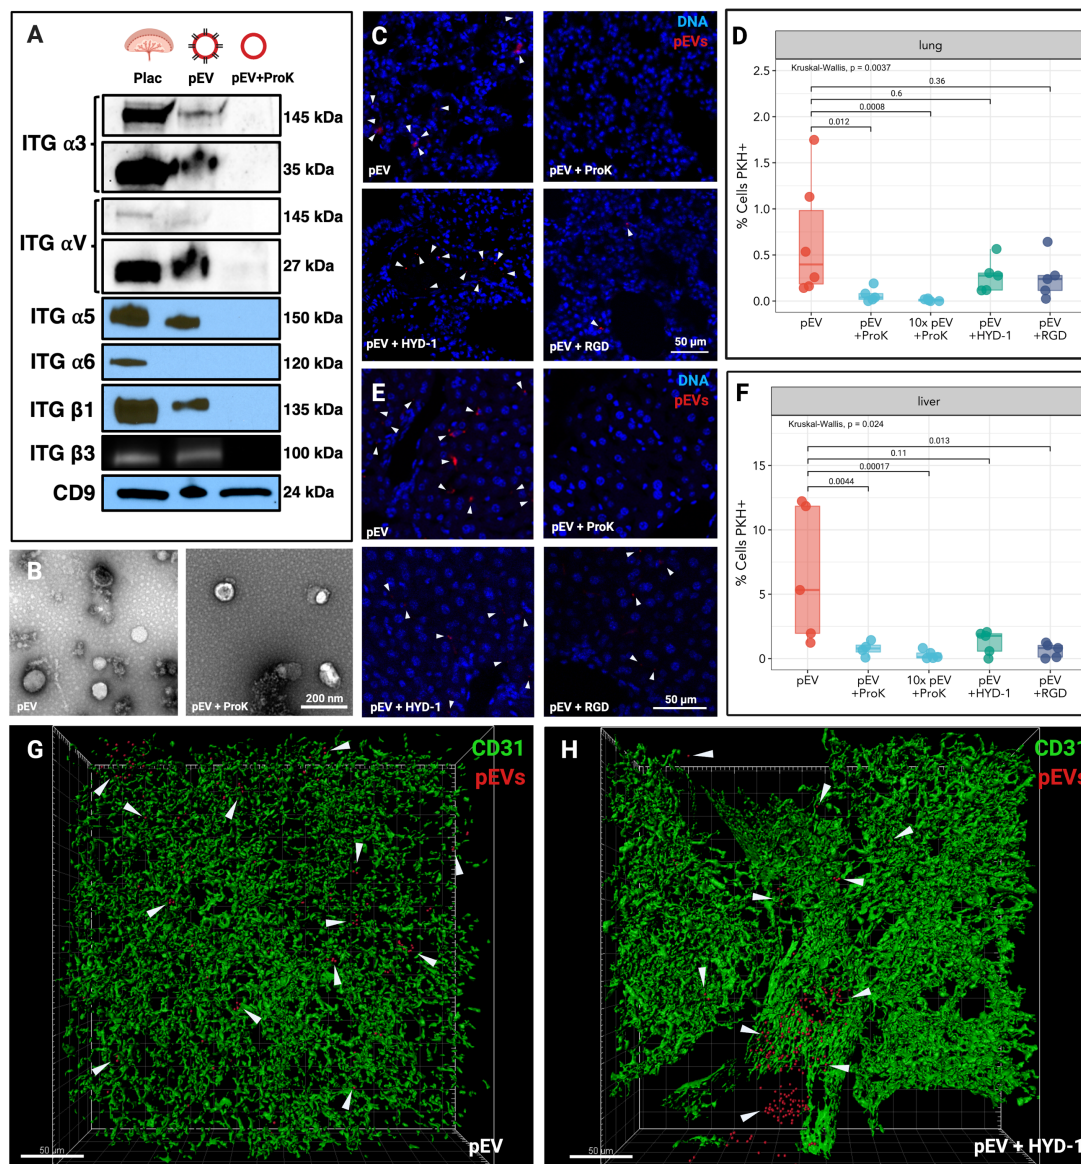 A
Plac
pEV
pEV+ProK
ITG α3
145 kDa
35 kDa
ITG αV
145 kDa
27 kDa
ITG α5
150 kDa
ITG α6
120 kDa
ITG β1
135 kDa
ITG β3
100 kDa
CD9
24 kDa
B
pEV
pEV + ProK
200 nm
C
DNA
pEVs
pEV
pEV + ProK
pEV + HYD-1
pEV + RGD
50 µm
D
lung
Kruskal-Wallis, p = 0.0037
0.36
0.6
0.0008
0.012
% Cells PKH+
2.5
2.0
1.5
1.0
0.5
0.0
pEV
pEV
+ProK
10x pEV
+ProK
pEV
+HYD-1
pEV
+RGD
E
DNA
pEVs
pEV
pEV + ProK
pEV + HYD-1
pEV + RGD
50 µm
F
liver
Kruskal-Wallis, p = 0.024
0.013
0.11
0.00017
0.0044
% Cells PKH+
15
10
5
0
pEV
pEV
+ProK
10x pEV
+ProK
pEV
+HYD-1
pEV
+RGD
G
CD31
pEVs
50 µm
pEV
H
CD31
pEVs
50 µm
pEV + HYD-1